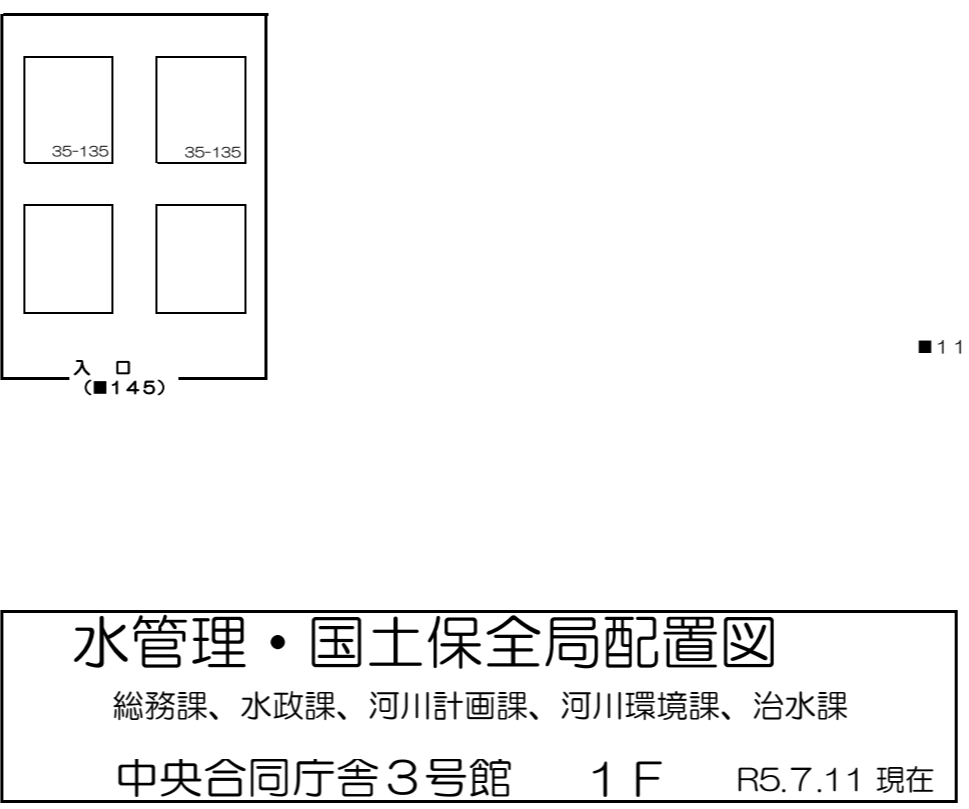 35-135
35-135
入 口
(■145)
■11
水管理・国土保全局配置図
総務課、水政課、河川計画課、河川環境課、治水課
中央合同庁舎3号館 1F R5.7.11 現在